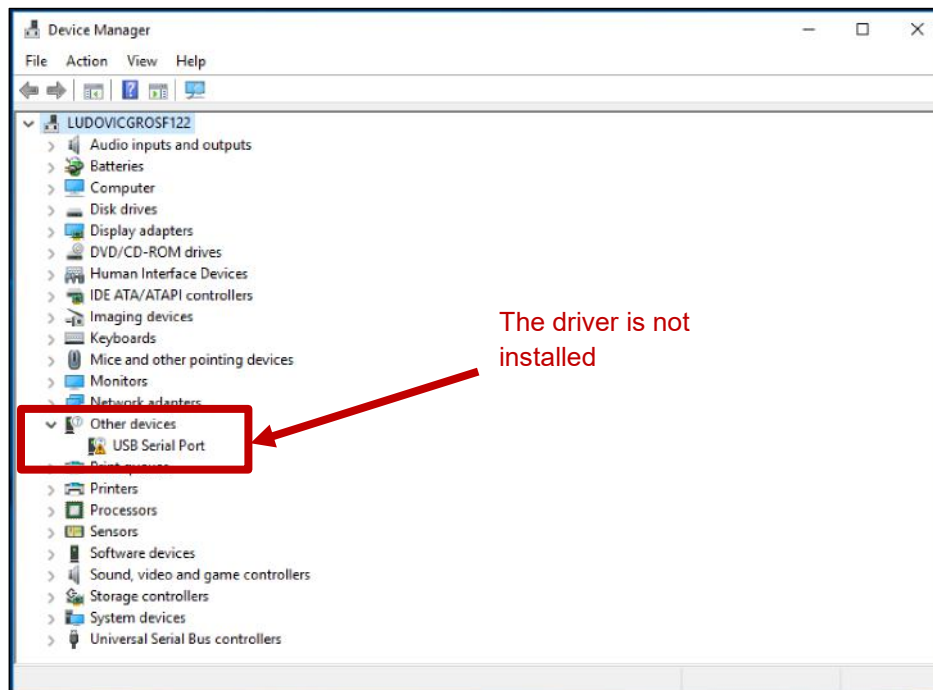 Device Manager
File Action View Help
LUDOVICGROSF122
Audio inputs and outputs
Batteries
Computer
Disk drives
Display adapters
DVD/CD-ROM drives
Human Interface Devices
IDE ATA/ATAPI controllers
Imaging devices
Keyboards
Mice and other pointing devices
Monitors
Network adapters
Other devices
USB Serial Port
Print queues
Printers
Processors
Sensors
Software devices
Sound, video and game controllers
Storage controllers
System devices
Universal Serial Bus controllers
The driver is not
installed